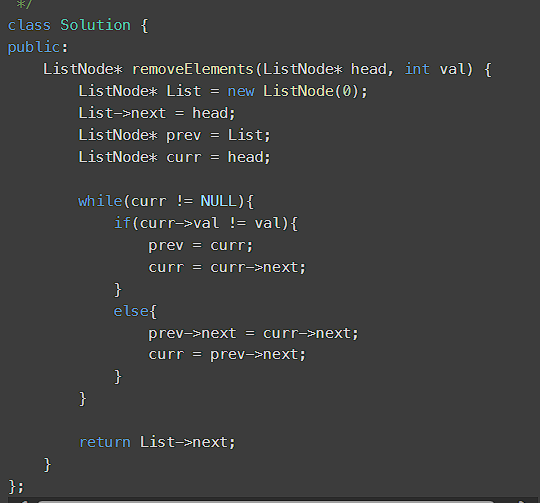 */
class Solution {
public:
    ListNode* removeElements(ListNode* head, int val) {
        ListNode* List = new ListNode(0);
        List->next = head;
        ListNode* prev = List;
        ListNode* curr = head;

        while(curr != NULL){
            if(curr->val != val){
                prev = curr;
                curr = curr->next;
            }
            else{
                prev->next = curr->next;
                curr = prev->next;
            }
        }

        return List->next;
    }
};